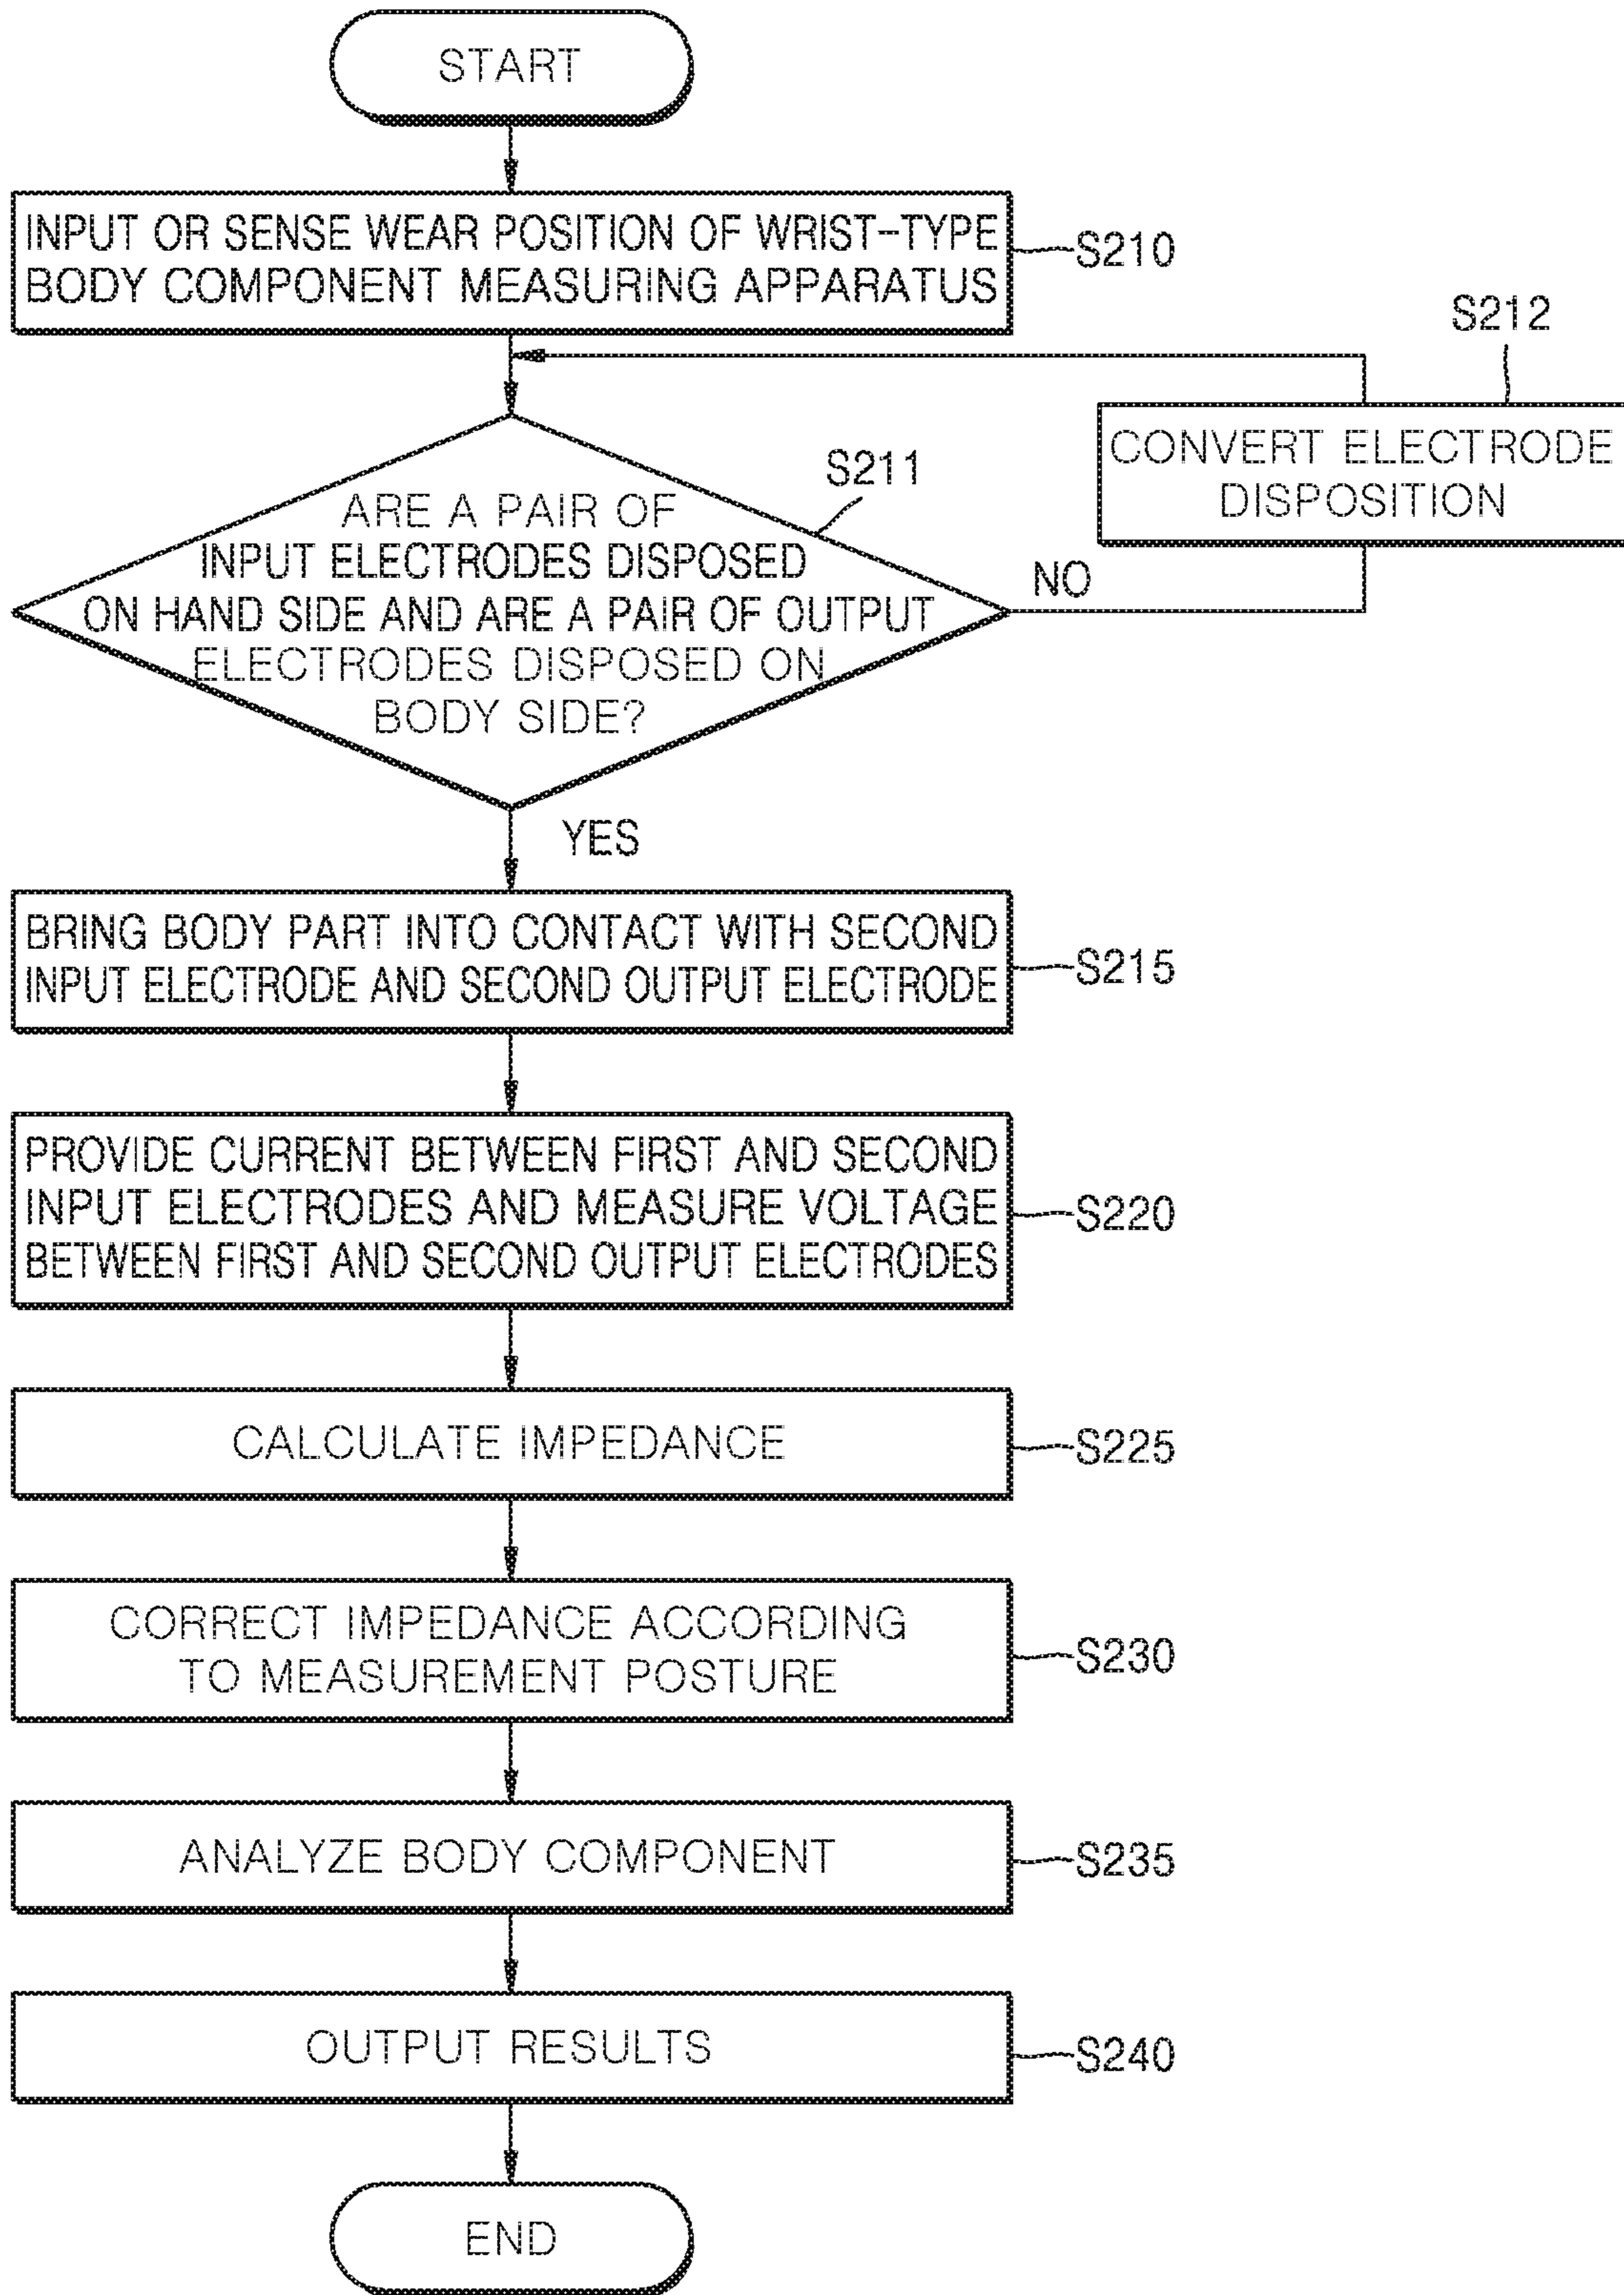 START
INPUT OR SENSE WEAR POSITION OF WRIST-TYPE
BODY COMPONENT MEASURING APPARATUS
S210
S212
CONVERT ELECTRODE
DISPOSITION
S211
ARE A PAIR OF
INPUT ELECTRODES DISPOSED
ON HAND SIDE AND ARE A PAIR OF OUTPUT
ELECTRODES DISPOSED ON
BODY SIDE?
NO
YES
BRING BODY PART INTO CONTACT WITH SECOND
INPUT ELECTRODE AND SECOND OUTPUT ELECTRODE
S215
PROVIDE CURRENT BETWEEN FIRST AND SECOND
INPUT ELECTRODES AND MEASURE VOLTAGE
BETWEEN FIRST AND SECOND OUTPUT ELECTRODES
S220
CALCULATE IMPEDANCE
S225
CORRECT IMPEDANCE ACCORDING
TO MEASUREMENT POSTURE
S230
ANALYZE BODY COMPONENT
S235
OUTPUT RESULTS
S240
END